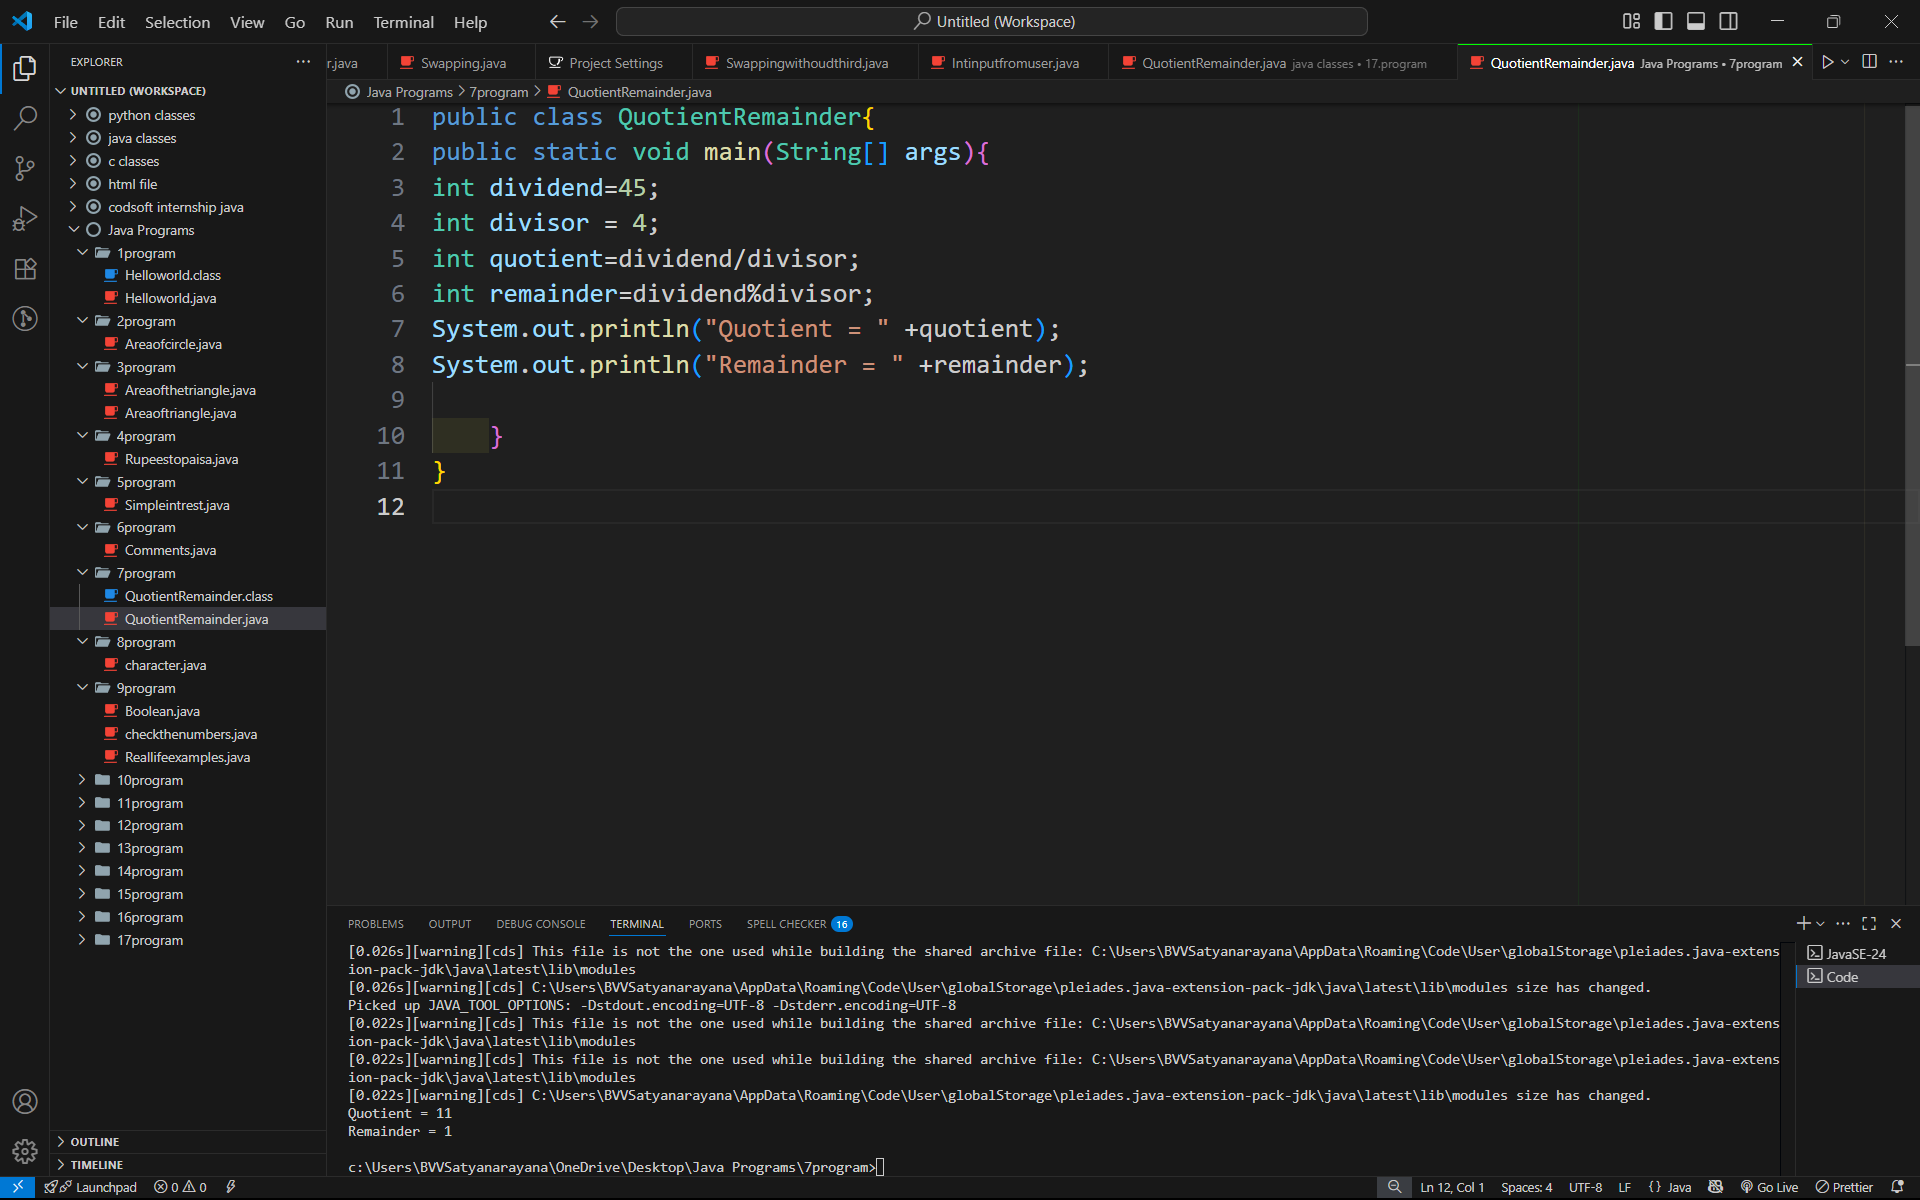 File Edit Selection View Go Run Terminal Help
Untitled (Workspace)
EXPLORER
r.java Swapping.java Project Settings Swappingwithoudthird.java Intinputfromuser.java QuotientRemainder.java java classes • 17.program QuotientRemainder.java Java Programs • 7program
Java Programs > 7program > QuotientRemainder.java
UNTITLED (WORKSPACE)
python classes
java classes
c classes
html file
codsoft internship java
Java Programs
1program
Helloworld.class
Helloworld.java
2program
Areaofcircle.java
3program
Areaofthetriangle.java
Areaoftriangle.java
4program
Rupeestopaisa.java
5program
Simpleintrest.java
6program
Comments.java
7program
QuotientRemainder.class
QuotientRemainder.java
8program
character.java
9program
Boolean.java
checkthenumbers.java
Reallifeexamples.java
10program
11program
12program
13program
14program
15program
16program
17program
OUTLINE
TIMELINE
1 public class QuotientRemainder{
2 public static void main(String[] args){
3 int dividend=45;
4 int divisor = 4;
5 int quotient=dividend/divisor;
6 int remainder=dividend%divisor;
7 System.out.println("Quotient = " +quotient);
8 System.out.println("Remainder = " +remainder);
9
10 }
11 }
12
PROBLEMS OUTPUT DEBUG CONSOLE TERMINAL PORTS SPELL CHECKER 16
[0.026s][warning][cds] This file is not the one used while building the shared archive file: C:\Users\BVVSatyanarayana\AppData\Roaming\Code\User\globalStorage\pleiades.java-extens
ion-pack-jdk\java\latest\lib\modules
[0.026s][warning][cds] C:\Users\BVVSatyanarayana\AppData\Roaming\Code\User\globalStorage\pleiades.java-extension-pack-jdk\java\latest\lib\modules size has changed.
Picked up JAVA_TOOL_OPTIONS: -Dstdout.encoding=UTF-8 -Dstderr.encoding=UTF-8
[0.022s][warning][cds] This file is not the one used while building the shared archive file: C:\Users\BVVSatyanarayana\AppData\Roaming\Code\User\globalStorage\pleiades.java-extens
ion-pack-jdk\java\latest\lib\modules
[0.022s][warning][cds] This file is not the one used while building the shared archive file: C:\Users\BVVSatyanarayana\AppData\Roaming\Code\User\globalStorage\pleiades.java-extens
ion-pack-jdk\java\latest\lib\modules
[0.022s][warning][cds] C:\Users\BVVSatyanarayana\AppData\Roaming\Code\User\globalStorage\pleiades.java-extension-pack-jdk\java\latest\lib\modules size has changed.
Quotient = 11
Remainder = 1
c:\Users\BVVSatyanarayana\OneDrive\Desktop\Java Programs\7program>
JavaSE-24
Code
Launchpad 0 0 Ln 12, Col 1 Spaces: 4 UTF-8 LF { } Java Go Live Prettier